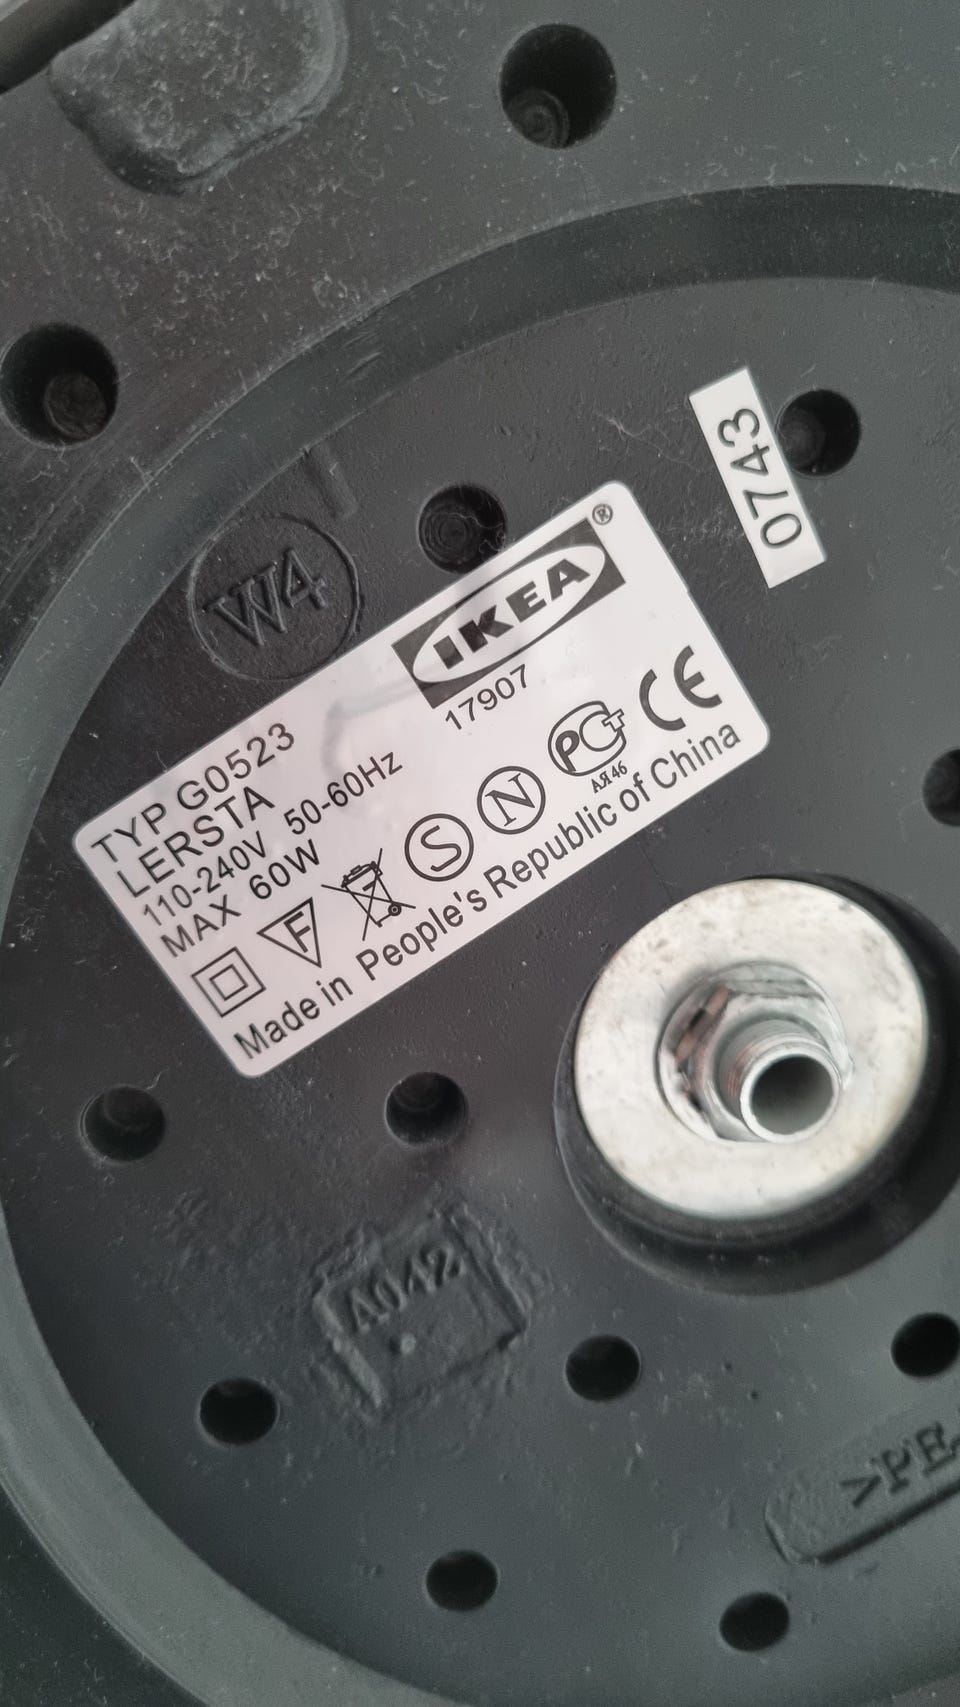 W4
IKEA®
17907
0743
TYP G0523
LERSTA
110-240V 50-60Hz
MAX 60W
F
S
N
PCT
АЯ46
CE
Made in People's Republic of China
A042
>PE